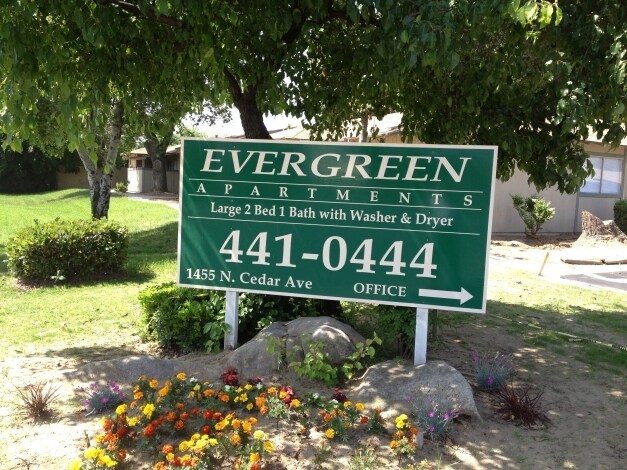 EVERGREEN
APARTMENTS
Large 2 Bed 1 Bath with Washer & Dryer
441-0444
1455 N. Cedar Ave
OFFICE